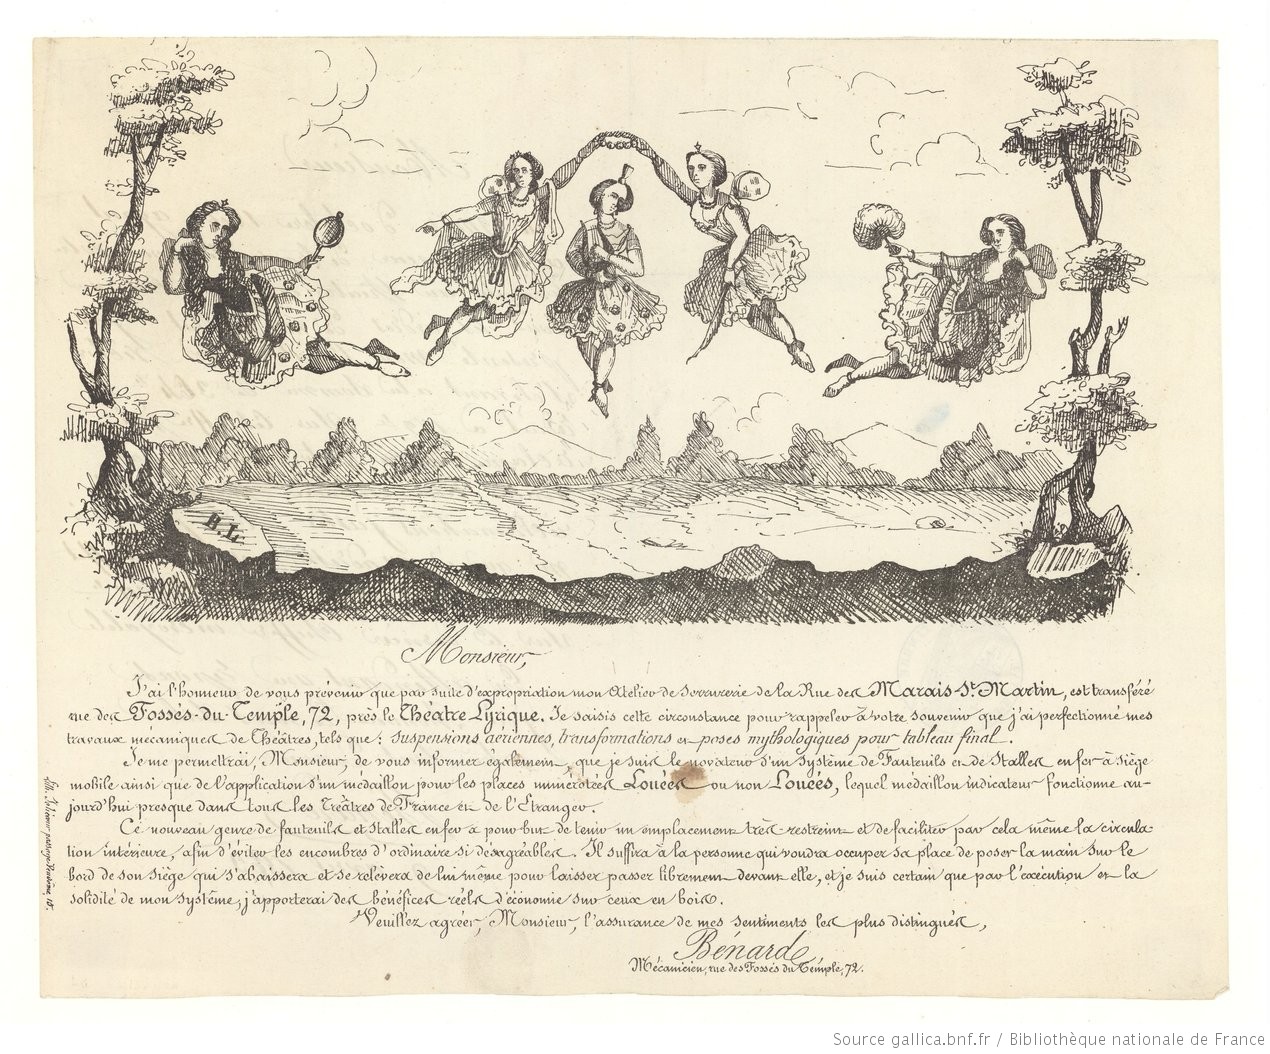 B.L.
Monsieur,
J'ai l'honneur de vous prévenir que par suite d'expropriation mon Atelier de Serrurerie de la Rue des Marais-St-Martin, est transféré
rue des Fossés-du-Temple, 72, près le Théâtre Lyrique. Je saisis cette circonstance pour rappeler à votre souvenir que j'ai perfectionné mes
travaux mécaniques de Théâtres, tels que: suspensions aériennes, transformations et poses mythologiques pour tableau final.
Je me permettrai, Monsieur, de vous informer également, que je suis le novateur d'un système de Fauteuils et de Stalles en fer à siège
mobile ainsi que de l'application d'un médaillon pour les places numérotées Louées ou non Louées, lequel médaillon indicateur fonctionne au-
jourd'hui presque dans tous les Treâtres de France et de l'Etranger.
Ce nouveau genre de fauteuils et stalles en fer a pour but de tenir un emplacement très-restreint et de faciliter par cela même la circula-
tion intérieure, afin d'éviter les encombres d'ordinaire si désagréables. Il suffira à la personne qui voudra occuper sa place de poser la main sur le
bord de son siège qui s'abaissera et se relèvera de lui même pour laisser passer librement devant elle, et je suis certain que par l'exécution et la
solidité de mon système, j'apporterai des bénéfices réels d'économie sur ceux en bois.
Veuillez agréer, Monsieur, l'assurance de mes sentiments les plus distingués,
Bénard
Mécanicien, rue des Fossés du Temple, 72.
Source gallica.bnf.fr / Bibliothèque nationale de France